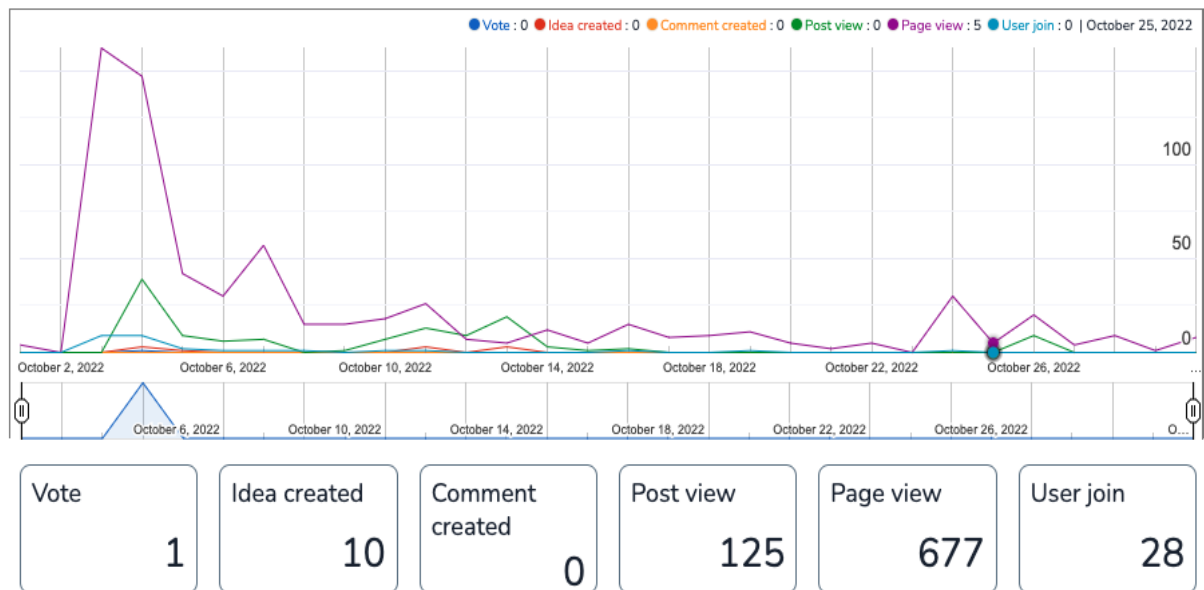 Vote : 0 Idea created : 0 Comment created : 0 Post view : 0 Page view : 5 User join : 0 | October 25, 2022
100
50
0
October 2, 2022 October 6, 2022 October 10, 2022 October 14, 2022 October 18, 2022 October 22, 2022 October 26, 2022 ...
October 6, 2022 October 10, 2022 October 14, 2022 October 18, 2022 October 22, 2022 October 26, 2022 O...
Vote
1
Idea created
10
Comment
created
0
Post view
125
Page view
677
User join
28